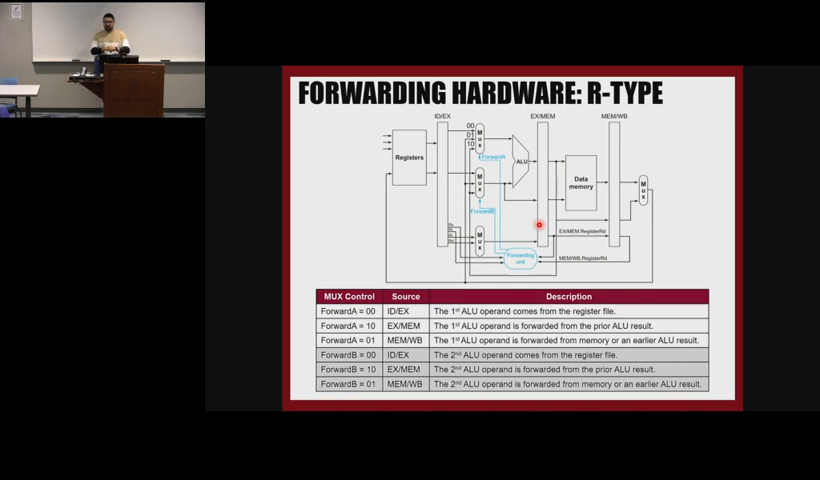 FORWARDING HARDWARE: R-TYPE
ID/EX
EX/MEM
MEM/WB
00
01
10
Mux
ForwardA
Registers
ALU
Mux
Data
memory
Mux
ForwardB
Mux
EX/MEM.RegisterRd
Forwarding
unit
MEM/WB.RegisterRd
MUX Control Source Description
ForwardA = 00 ID/EX The 1st ALU operand comes from the register file.
ForwardA = 10 EX/MEM The 1st ALU operand is forwarded from the prior ALU result.
ForwardA = 01 MEM/WB The 1st ALU operand is forwarded from memory or an earlier ALU result.
ForwardB = 00 ID/EX The 2nd ALU operand comes from the register file.
ForwardB = 10 EX/MEM The 2nd ALU operand is forwarded from the prior ALU result.
ForwardB = 01 MEM/WB The 2nd ALU operand is forwarded from memory or an earlier ALU result.